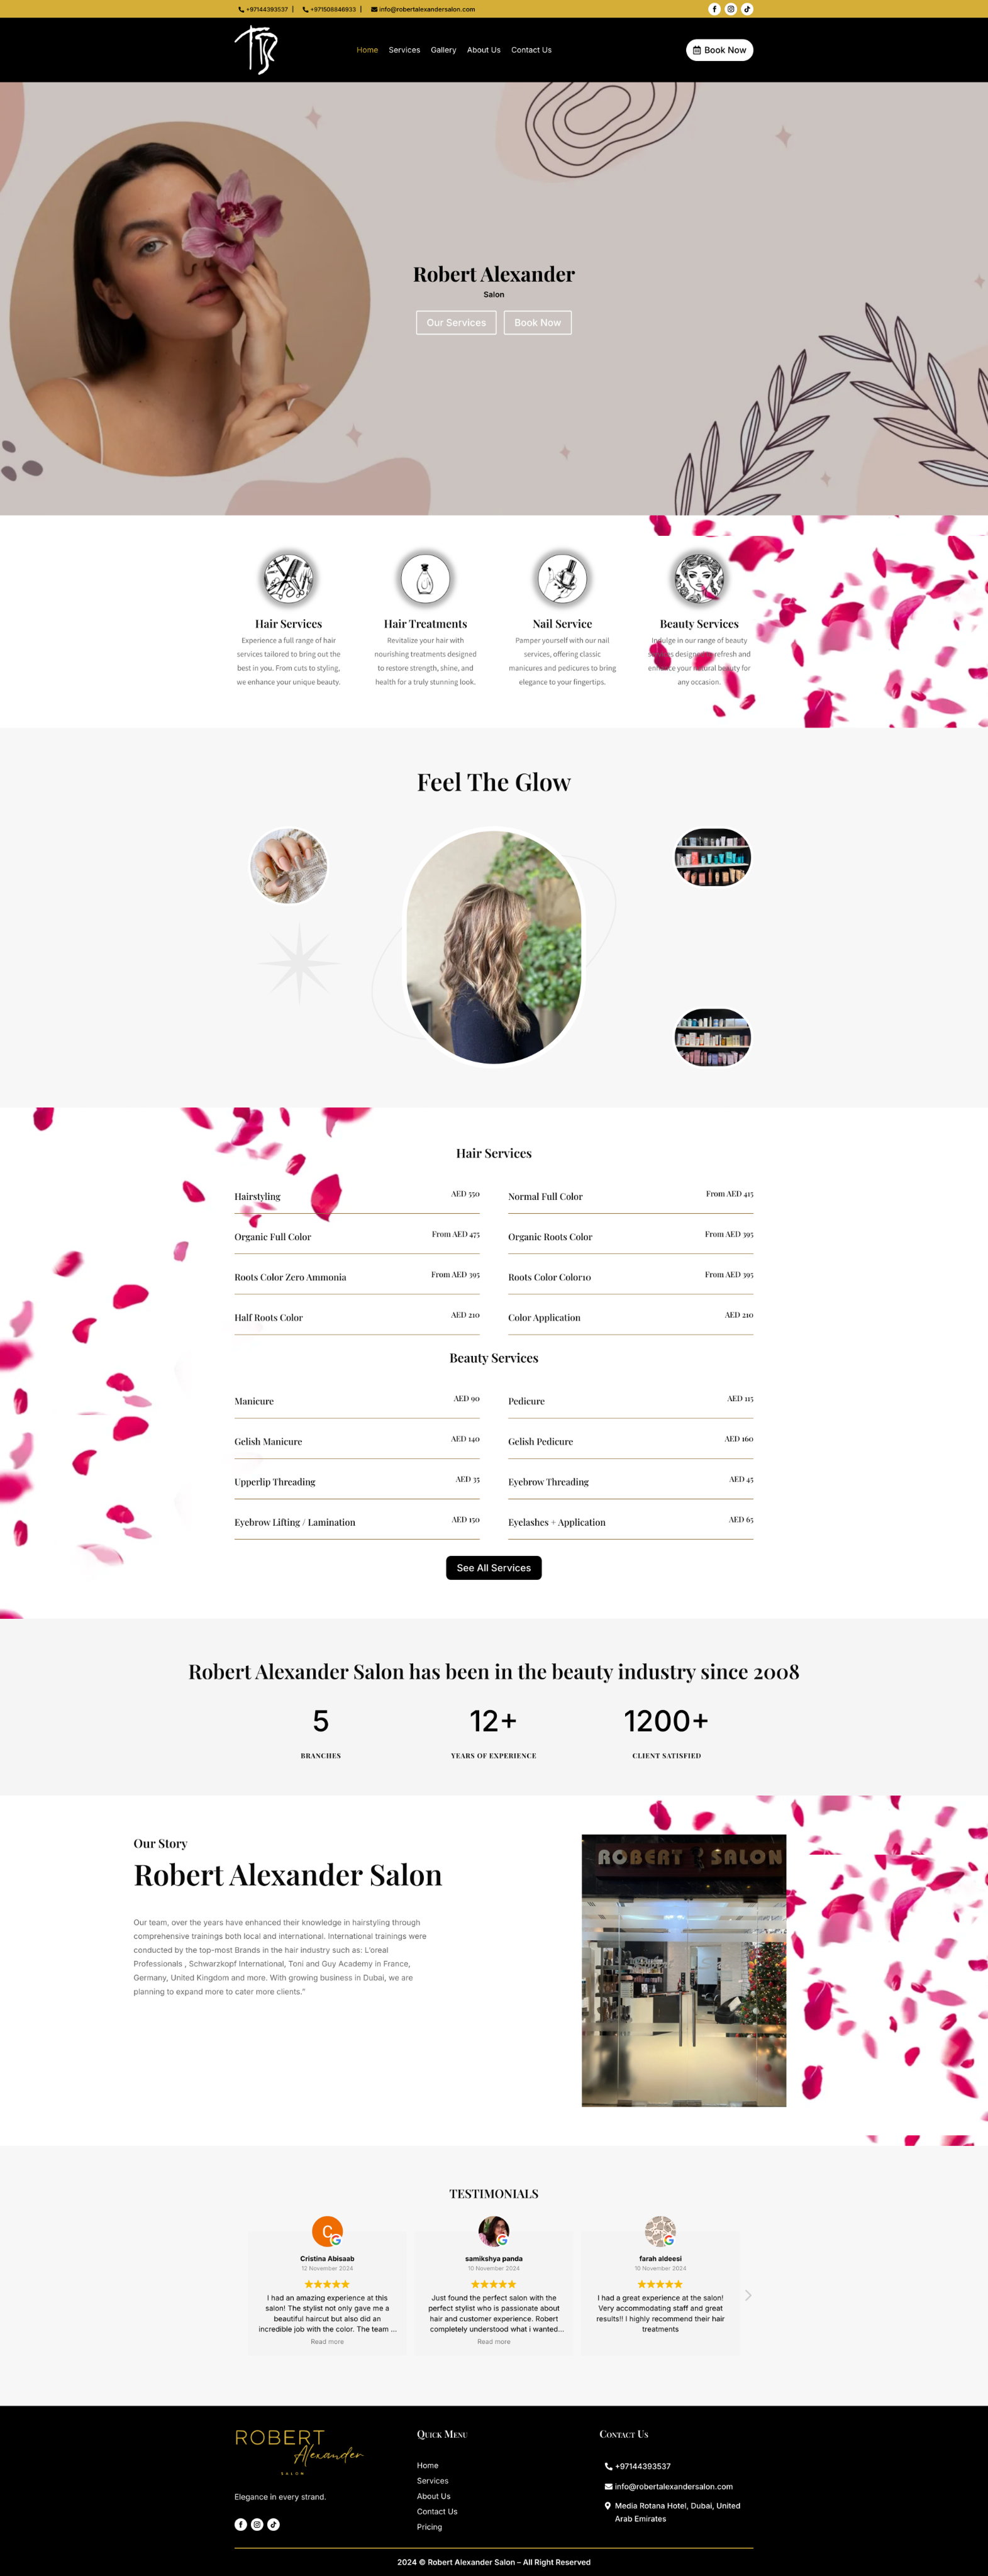 +97144393537 |
+971508846933 |
info@robertalexandersalon.com
Home
Services
Gallery
About Us
Contact Us
Book Now
Robert Alexander
Salon
Our Services
Book Now
Hair Services
Experience a full range of hair
services tailored to bring out the
best in you. From cuts to styling,
we enhance your unique beauty.
Hair Treatments
Revitalize your hair with
nourishing treatments designed
to restore strength, shine, and
health for a truly stunning look.
Nail Service
Pamper yourself with our nail
services, offering classic
manicures and pedicures to bring
elegance to your fingertips.
Beauty Services
Indulge in our range of beauty
refresh and
your natural beauty for
any occasion.
Feel The Glow
Hair Services
Hairstyling
AED 550
Normal Full Color
From AED 415
Organic Full Color
From AED 475
Organic Roots Color
From AED 395
Roots Color Zero Ammonia
From AED 395
Roots Color Color10
From AED 395
Half Roots Color
AED 210
Color Application
AED 210
Beauty Services
Manicure
AED 90
Pedicure
AED 115
Gelish Manicure
AED 140
Gelish Pedicure
AED 160
Upperlip Threading
AED 35
Eyebrow Threading
AED 45
Eyebrow Lifting / Lamination
AED 150
Eyelashes + Application
AED 65
See All Services
Robert Alexander Salon has been in the beauty industry since 2008
5
BRANCHES
12+
YEARS OF EXPERIENCE
1200+
CLIENT SATISFIED
Our Story
Robert Alexander Salon
Our team, over the years have enhanced their knowledge in hairstyling through
comprehensive trainings both local and international. International trainings were
conducted by the top-most Brands in the hair industry such as: L'oreal
Professionals , Schwarzkopf International, Toni and Guy Academy in France,
Germany, United Kingdom and more. With growing business in Dubai, we are
planning to expand more to cater more clients."
ROBERT SALON
TESTIMONIALS
C
Cristina Abisaab
12 November 2024
I had an amazing experience at this
salon! The stylist not only gave me a
beautiful haircut but also did an
incredible job with the color. The team ...
Read more
samikshya panda
10 November 2024
Just found the perfect salon with the
perfect stylist who is passionate about
hair and customer experience. Robert
completely understood what i wanted...
Read more
farah aldeesi
10 November 2024
I had a great experience at the salon!
Very accommodating staff and great
results!! I highly recommend their hair
treatments
ROBERT
Alexander
SALON
Elegance in every strand.
Quick Menu
Home
Services
About Us
Contact Us
Pricing
Contact Us
+97144393537
info@robertalexandersalon.com
Media Rotana Hotel, Dubai, United
Arab Emirates
2024 © Robert Alexander Salon – All Right Reserved